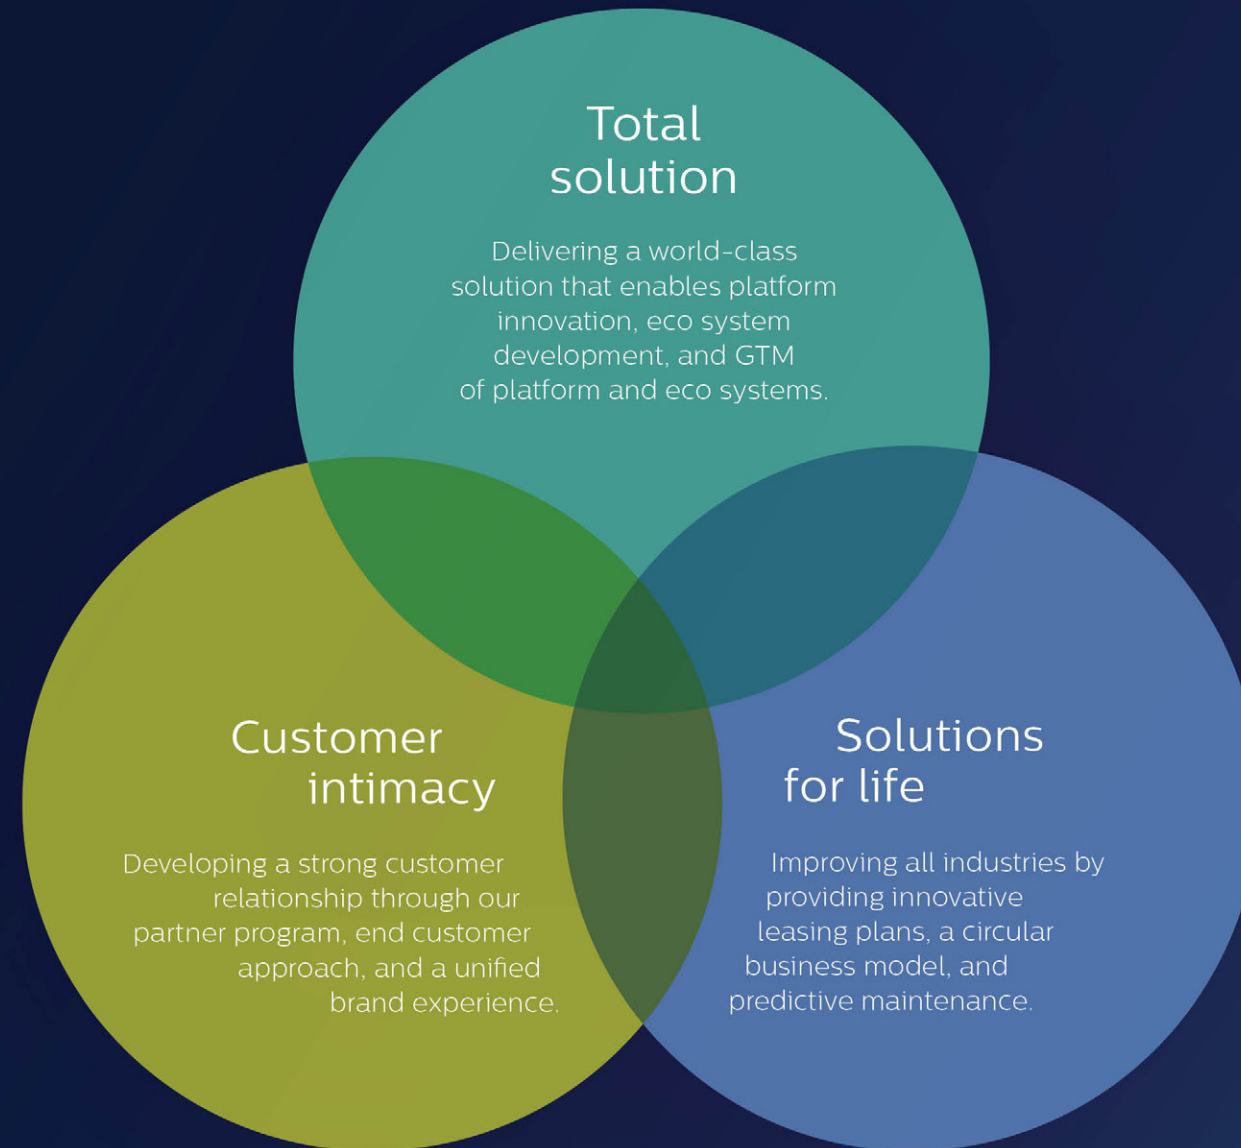 Total
solution
Delivering a world-class
solution that enables platform
innovation, eco system
development, and GTM
of platform and eco systems.
Customer
intimacy
Developing a strong customer
relationship through our
partner program, end customer
approach, and a unified
brand experience.
Solutions
for life
Improving all industries by
providing innovative
leasing plans, a circular
business model, and
predictive maintenance.